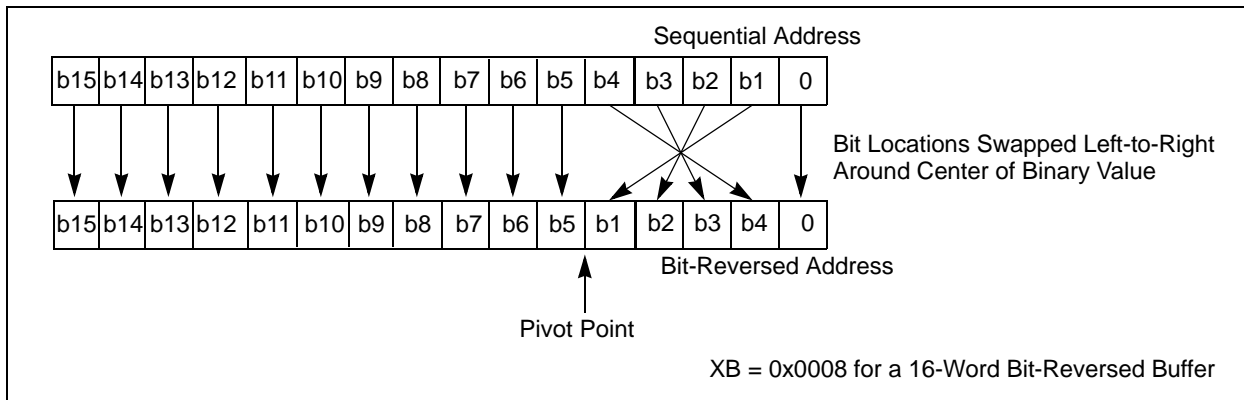 Sequential Address
b15 b14 b13 b12 b11 b10 b9 b8 b7 b6 b5 b4 b3 b2 b1 0
Bit Locations Swapped Left-to-Right
Around Center of Binary Value
b15 b14 b13 b12 b11 b10 b9 b8 b7 b6 b5 b1 b2 b3 b4 0
Bit-Reversed Address
Pivot Point
XB = 0x0008 for a 16-Word Bit-Reversed Buffer